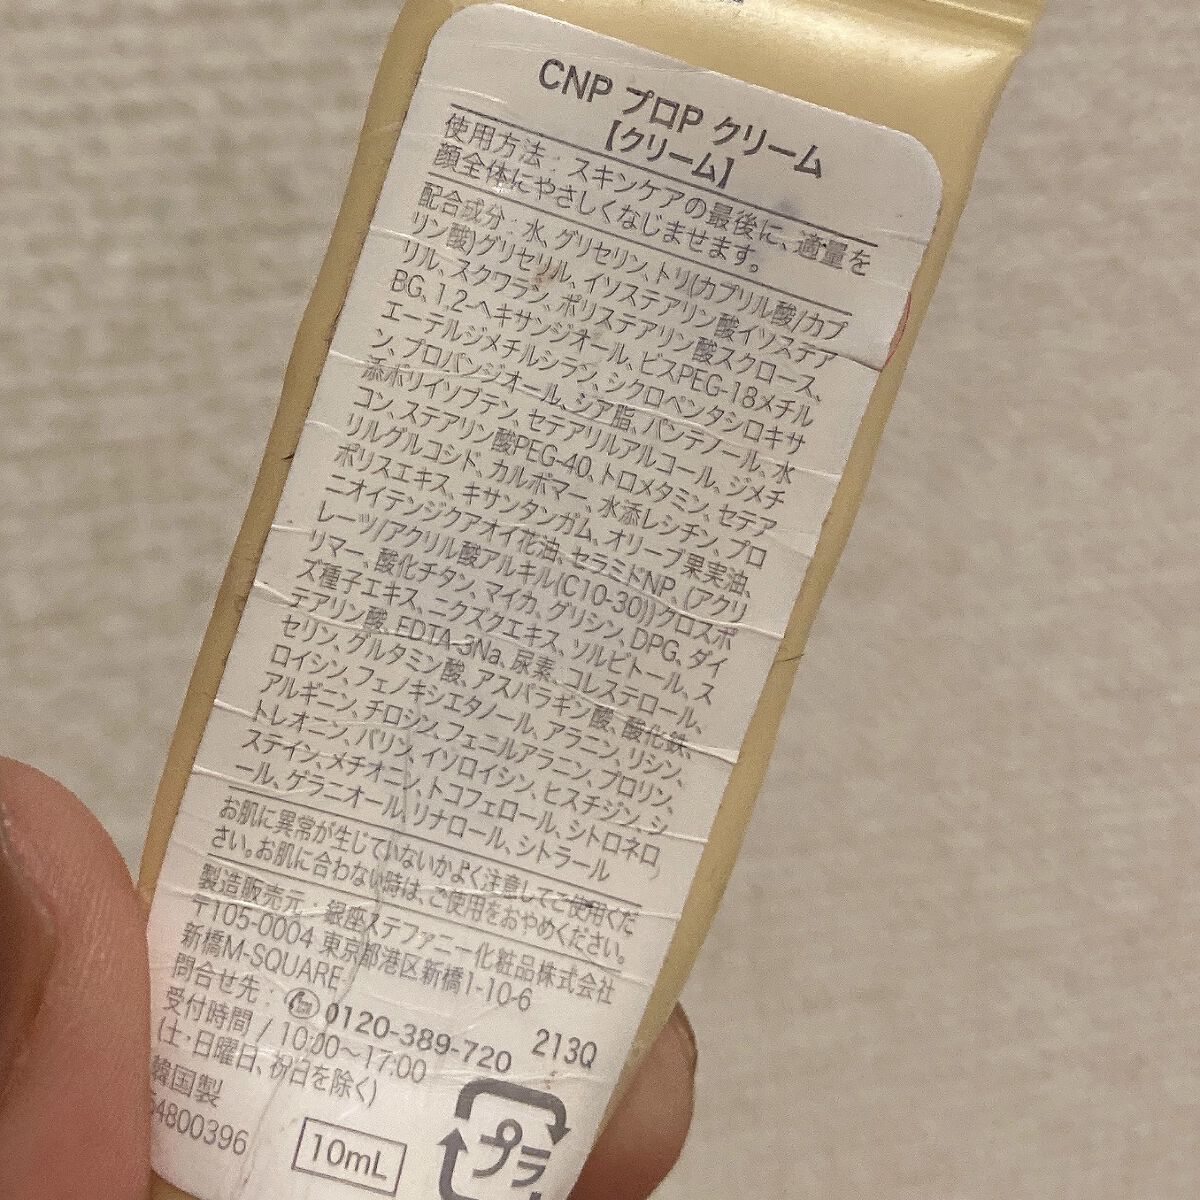 CNP プロP クリーム
【クリーム】
使用方法：スキンケアの最後に、適量を
顔全体にやさしくなじませます。
配合成分：水、グリセリン、トリ(カプリル酸/カプ
リン酸)グリセリル、イソステアリン酸イソステア
リル、スクワラン、ポリステアリン酸スクロース、
BG、1,2-ヘキサンジオール、ビスPEG-18メチル
エーテルジメチルシラン、シクロペンタシロキサ
ン、プロパンジオール、シア脂、パンテノール、水
添ポリイソブテン、セテアリルアルコール、ジメチ
コン、ステアリン酸PEG-40、トロメタミン、セテア
リルグルコシド、カルボマー、水添レシチン、プロ
ポリスエキス、キサンタンガム、オリーブ果実油、
ニオイテンジクアオイ花油、セラミドNP、(アクリ
レーツ/アクリル酸アルキル(C10-30))クロスポ
リマー、酸化チタン、マイカ、グリシン、DPG、ダイ
ズ種子エキス、ニクズクエキス、ソルビトール、ス
テアリン酸、EDTA-3Na、尿素、コレステロール、
セリン、グルタミン酸、アスパラギン酸、酸化鉄、
ロイシン、フェノキシエタノール、アラニン、リシン、
アルギニン、チロシン、フェニルアラニン、プロリン、
トレオニン、バリン、イソロイシン、ヒスチジン、シ
ステイン、メチオニン、トコフェロール、シトロネロ
ール、ゲラニオール、リナロール、シトラール
お肌に異常が生じていないかよく注意してご使用くだ
さい。お肌に合わない時は、ご使用をおやめください。
製造販売元：銀座ステファニー化粧品株式会社
〒105-0004 東京都港区新橋1-10-6
新橋M-SQUARE
問合せ先：0120-389-720 213Q
受付時間 / 10:00〜17:00
(土・日曜日、祝日を除く)
韓国製
64800396
10mL
プラ